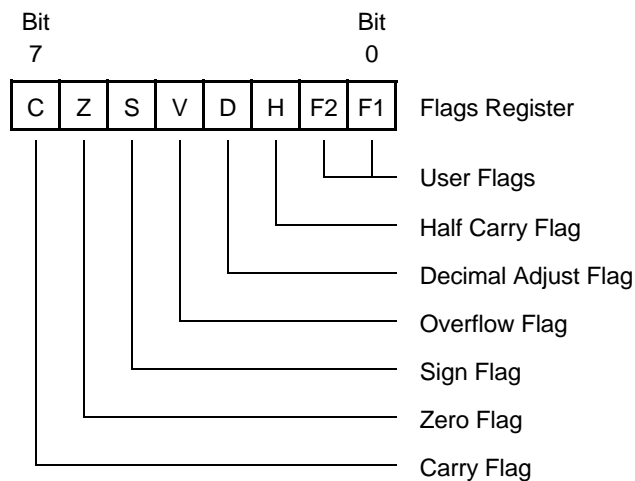 Bit Bit
7 0
C Z S V D H F2 F1 Flags Register
User Flags
Half Carry Flag
Decimal Adjust Flag
Overflow Flag
Sign Flag
Zero Flag
Carry Flag